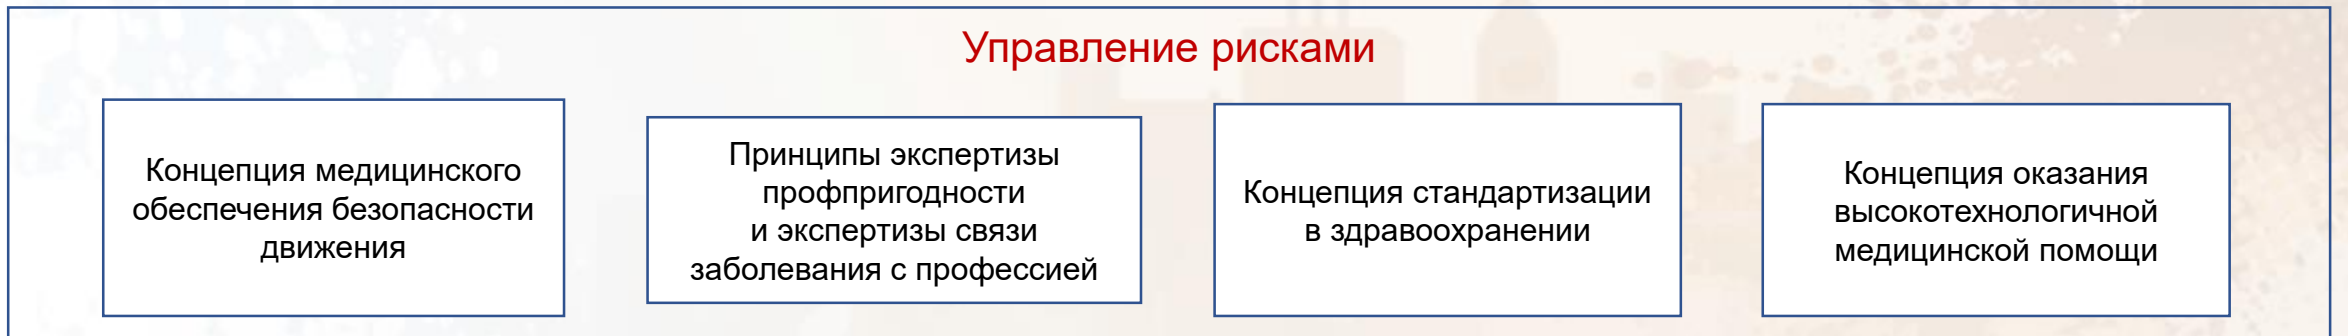 Управление рисками
Концепция медицинского
обеспечения безопасности
движения
Принципы экспертизы
профпригодности
и экспертизы связи
заболевания с профессией
Концепция стандартизации
в здравоохранении
Концепция оказания
высокотехнологичной
медицинской помощи